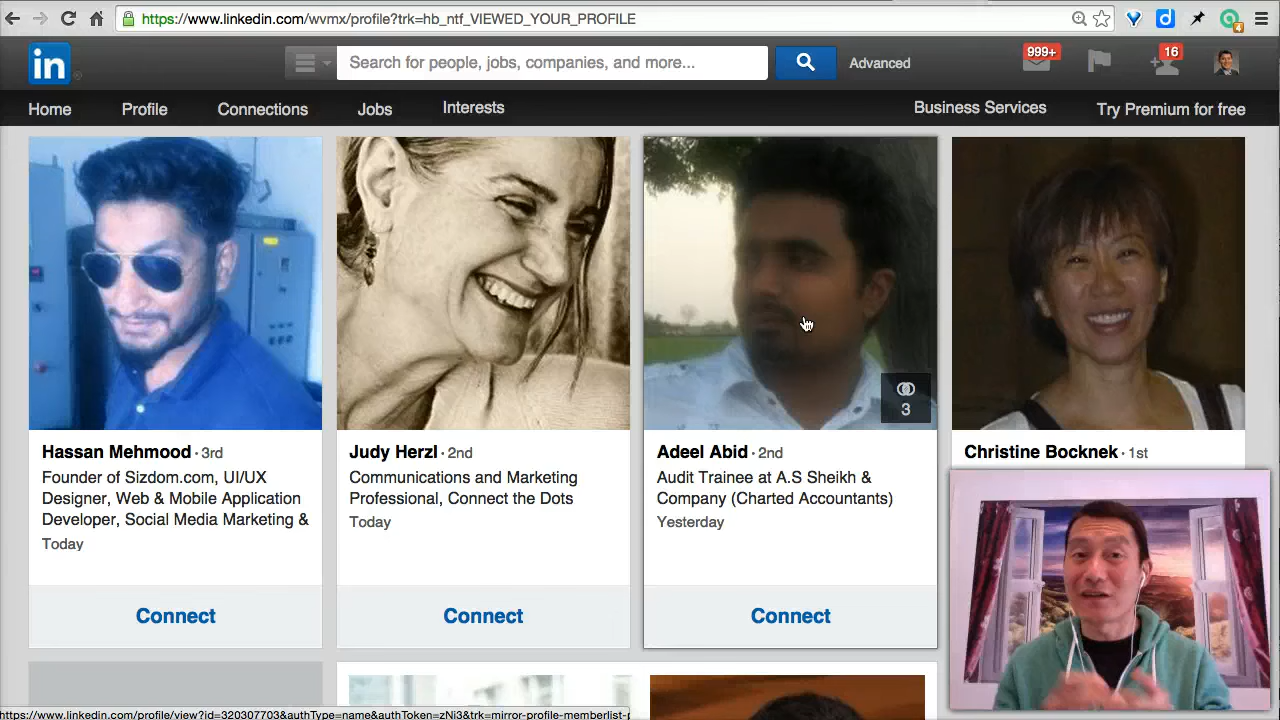 https://www.linkedin.com/wvmx/profile?trk=hb_ntf_VIEWED_YOUR_PROFILE
4
in
Search for people, jobs, companies, and more...
Advanced
999+
16
Home
Profile
Connections
Jobs
Interests
Business Services
Try Premium for free
3
Hassan Mehmood · 3rd
Founder of Sizdom.com, UI/UX
Designer, Web & Mobile Application
Developer, Social Media Marketing &
Today
Connect
Judy Herzl · 2nd
Communications and Marketing
Professional, Connect the Dots
Today
Connect
Adeel Abid · 2nd
Audit Trainee at A.S Sheikh &
Company (Charted Accountants)
Yesterday
Connect
Christine Bocknek · 1st
https://www.linkedin.com/profile/view?id=320307703&authType=name&authToken=zNi3&trk=mirror-profile-memberlist-p